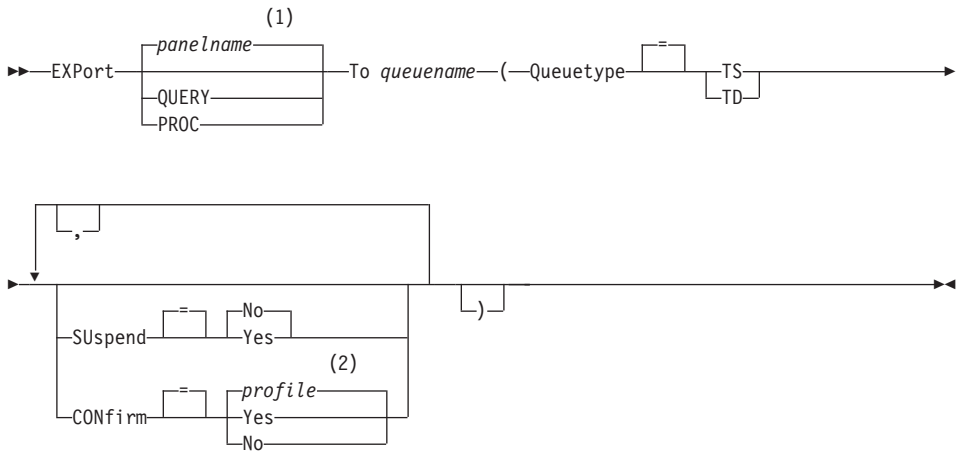 (1)
panelname
EXPort To queuename ( Queuetype = TS
QUERY TD
PROC
,
)
= No
SUspend Yes
(2)
= profile
CONfirm Yes
No